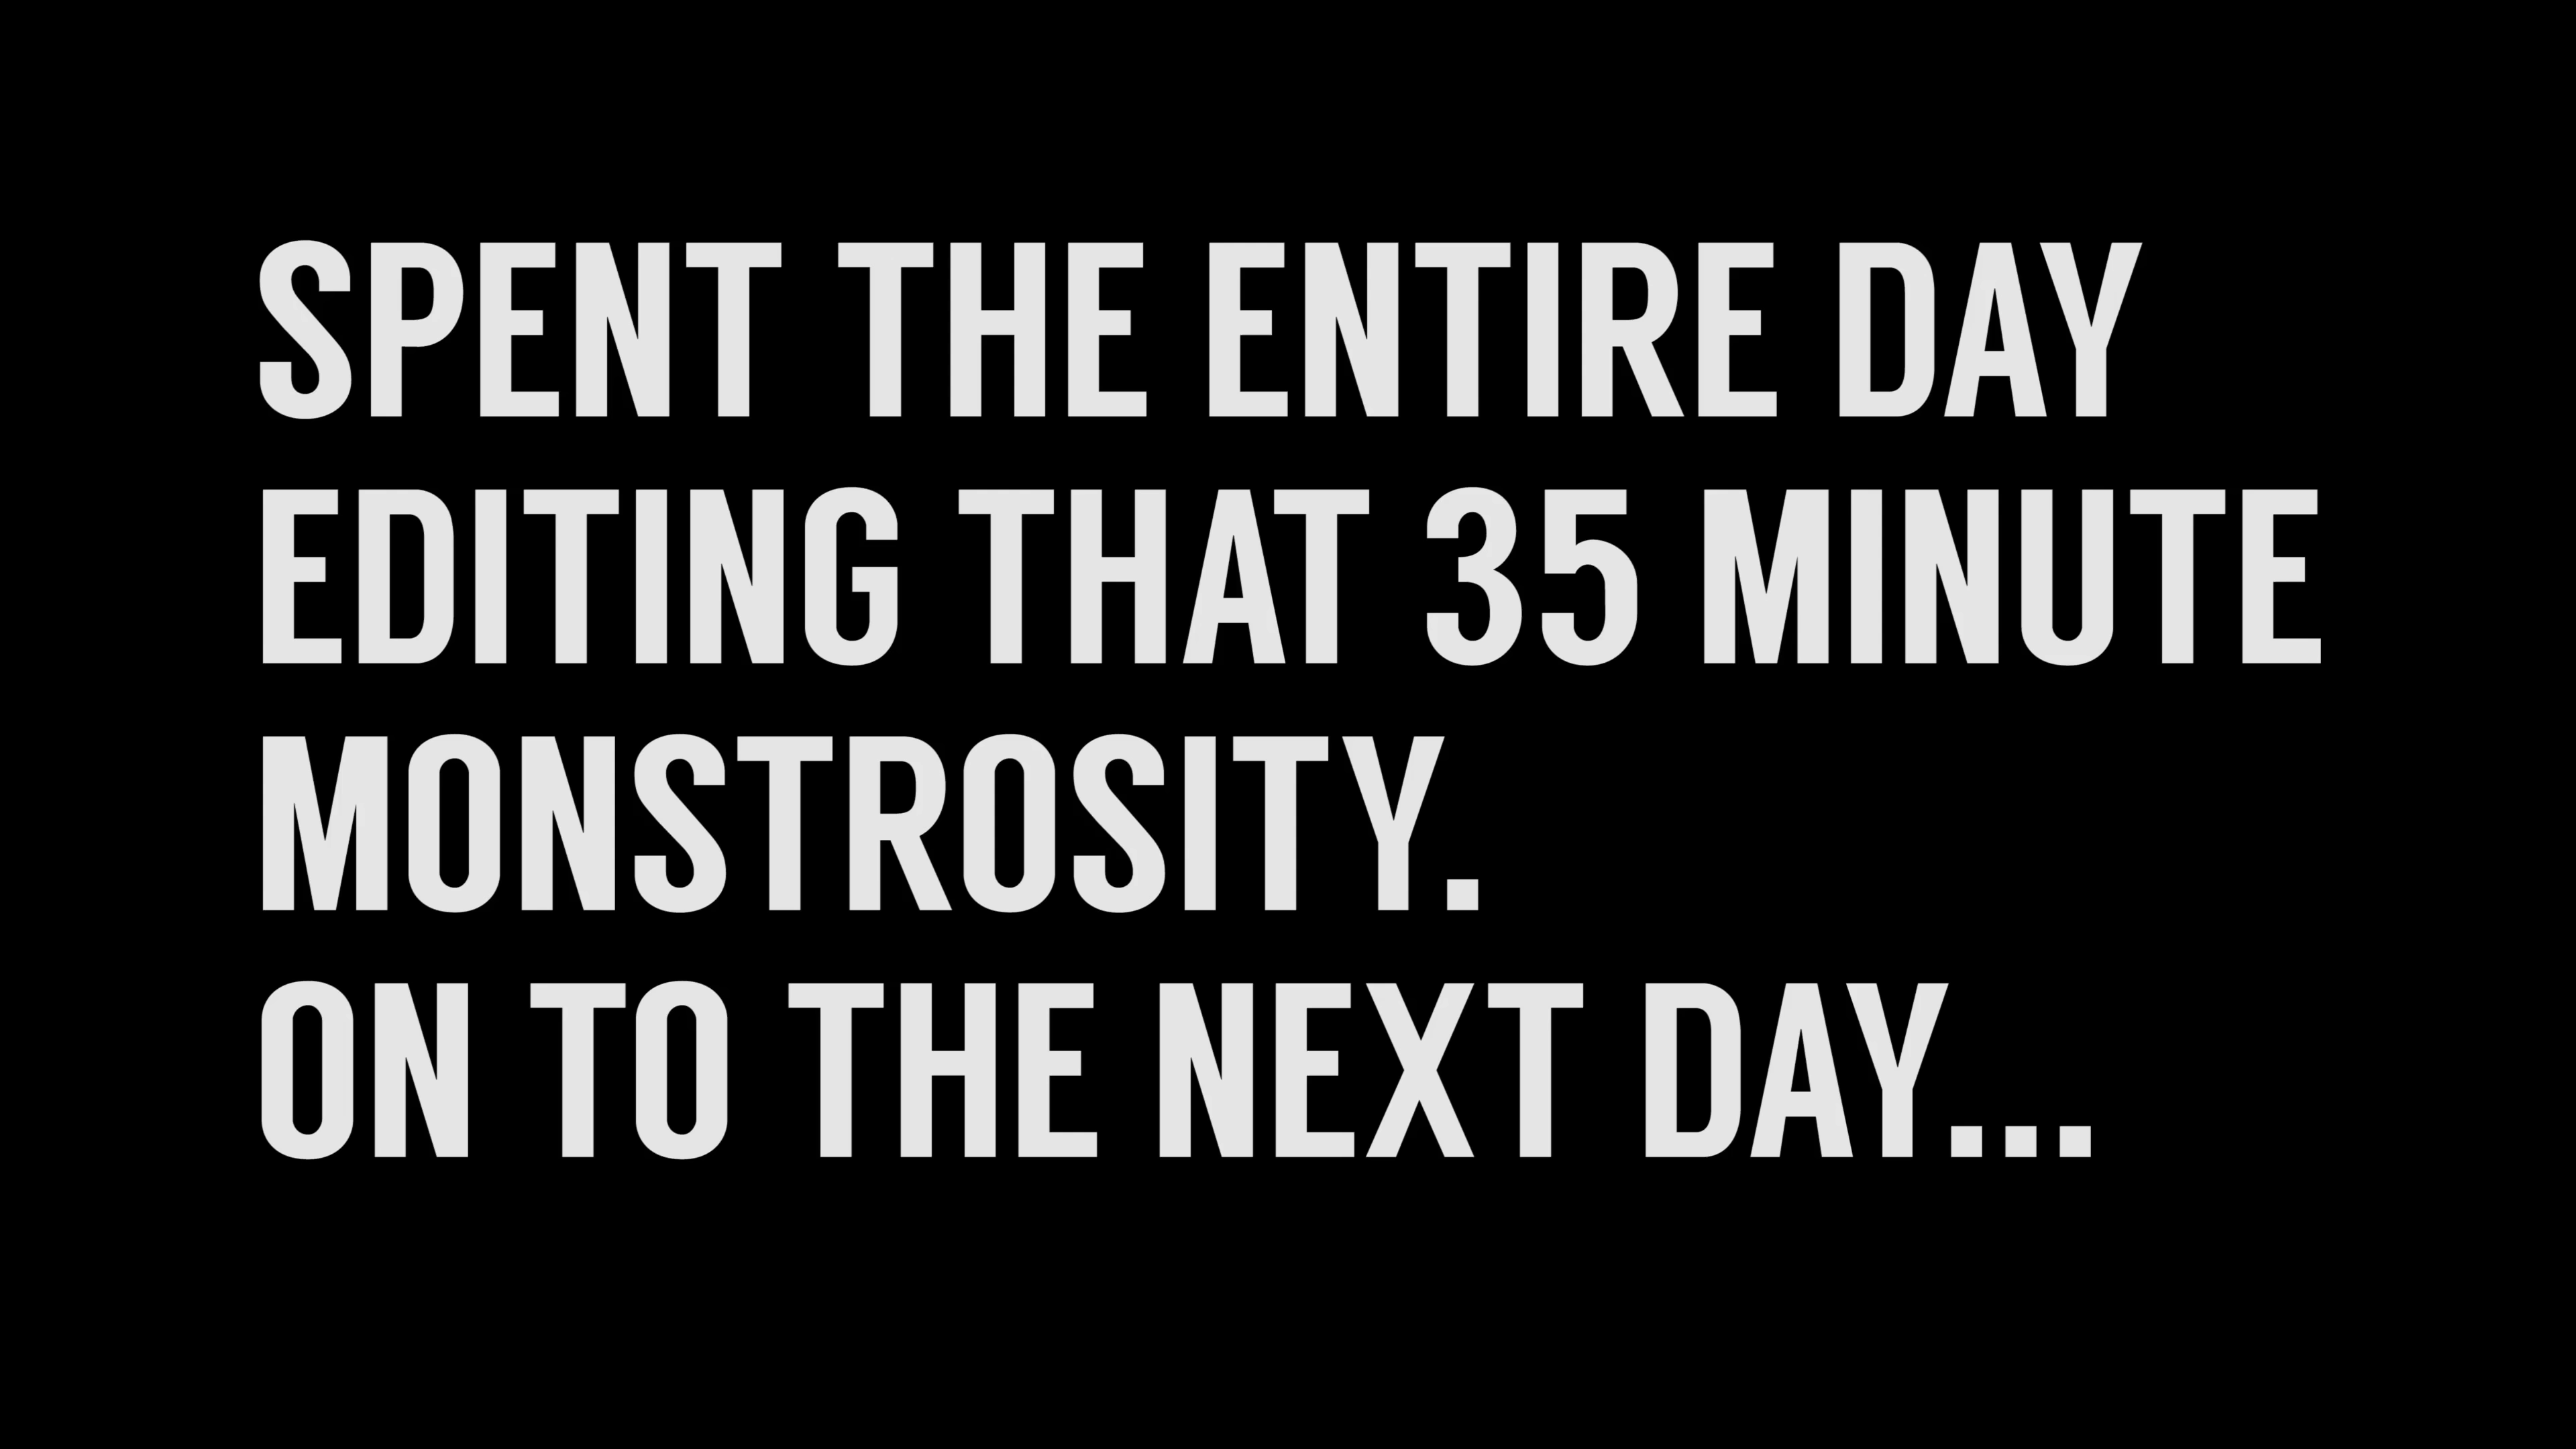 SPENT THE ENTIRE DAY
EDITING THAT 35 MINUTE
MONSTROSITY.
ON TO THE NEXT DAY...